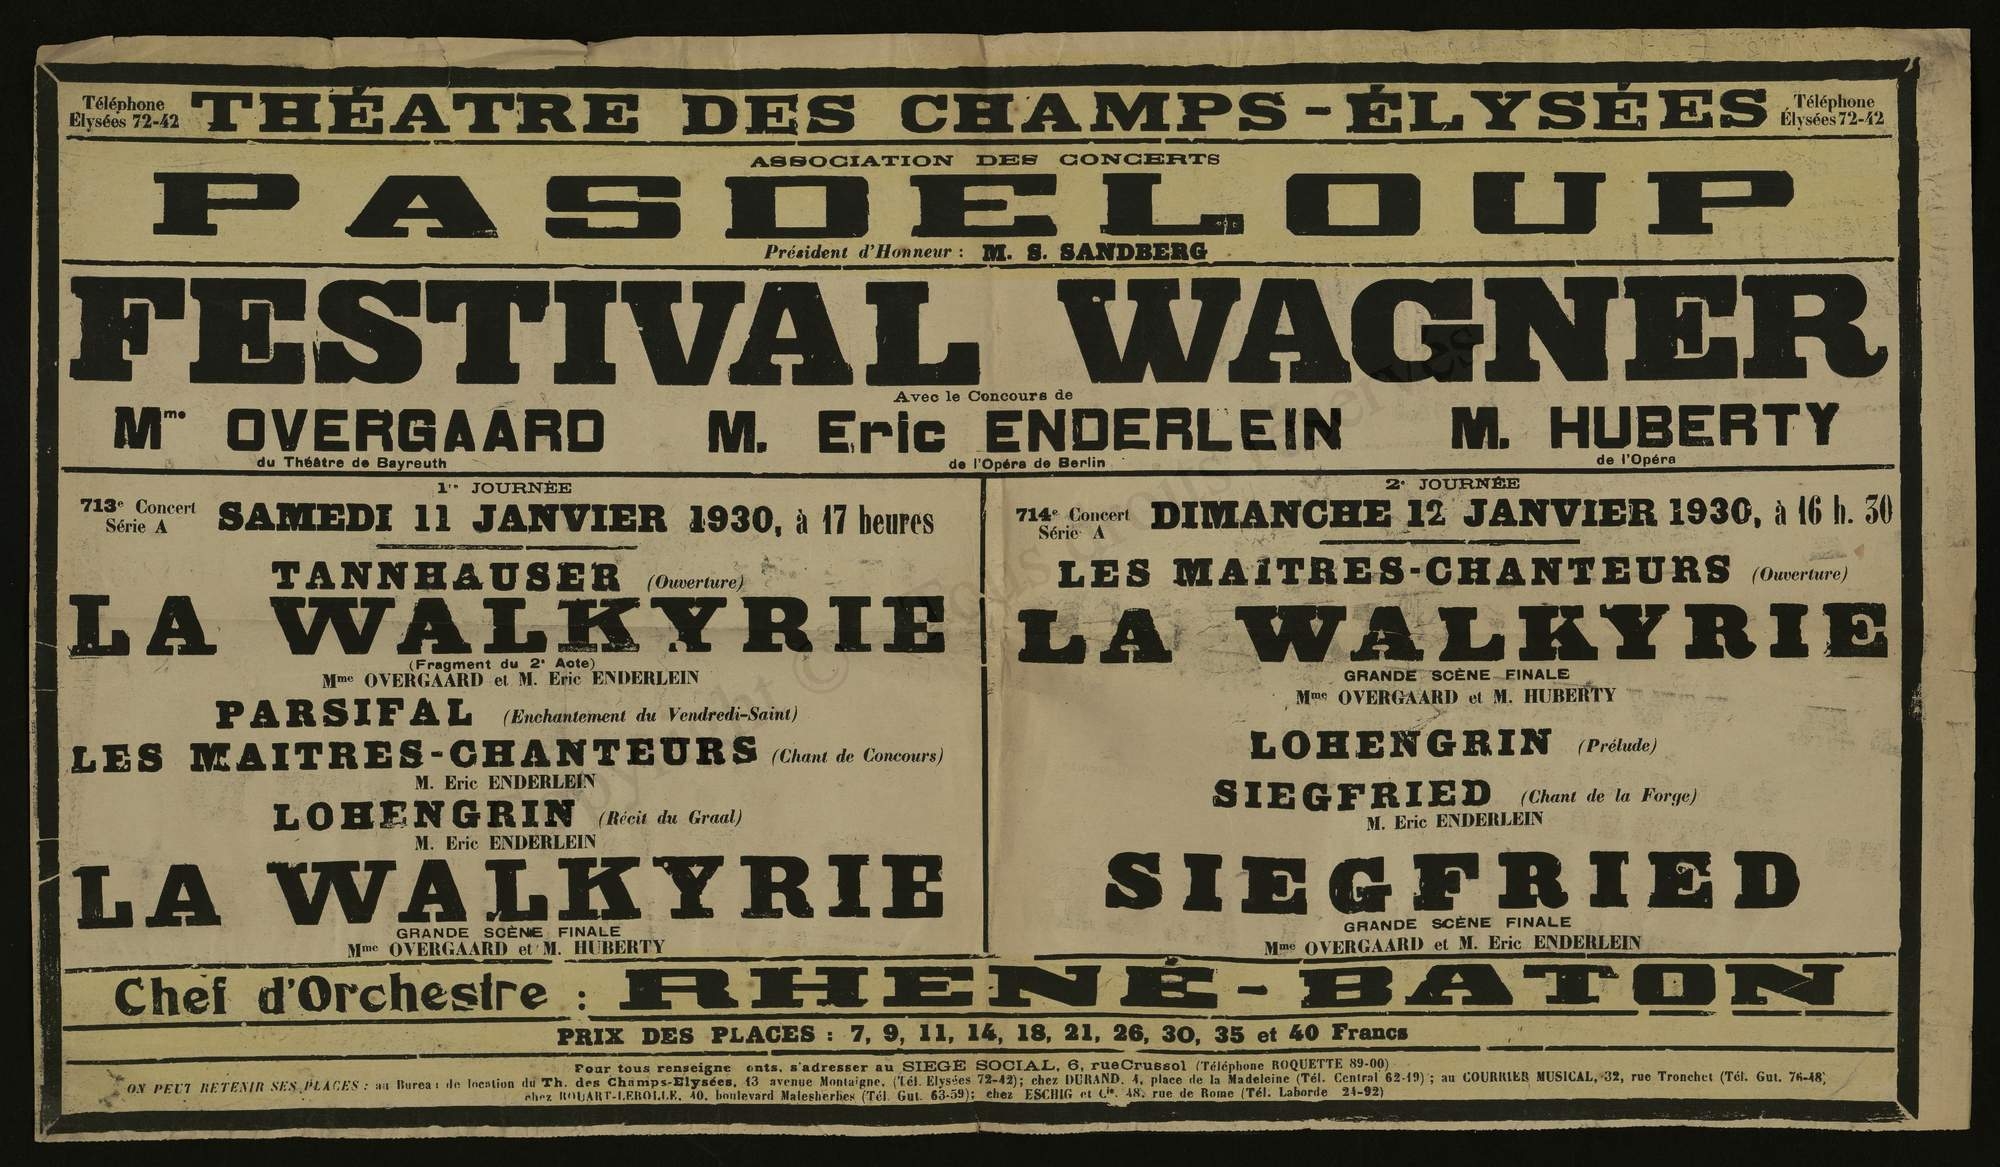 Téléphone
Elysées 72-42
THÉATRE DES CHAMPS-ÉLYSÉES
Téléphone
Élysées 72-42
ASSOCIATION DES CONCERTS
PASDELOUP
Président d'Honneur : M. S. SANDBERG
FESTIVAL WAGNER
Avec le Concours de
Mme OVERGAARD M. Eric ENDERLEIN M. HUBERTY
du Théâtre de Bayreuth de l'Opéra de Berlin de l'Opéra
1re JOURNÉE
713e Concert
Série A
SAMEDI 11 JANVIER 1930, à 17 heures
TANNHAUSER (Ouverture)
LA WALKYRIE
(Fragment du 2e Acte)
Mme OVERGAARD et M. Eric ENDERLEIN
PARSIFAL (Enchantement du Vendredi-Saint)
LES MAITRES-CHANTEURS (Chant de Concours)
M. Eric ENDERLEIN
LOHENGRIN (Récit du Graal)
M. Eric ENDERLEIN
LA WALKYRIE
GRANDE SCÈNE FINALE
Mme OVERGAARD et M. HUBERTY
2e JOURNÉE
714e Concert
Série A
DIMANCHE 12 JANVIER 1930, à 16 h. 30
LES MAITRES-CHANTEURS (Ouverture)
LA WALKYRIE
GRANDE SCÈNE FINALE
Mme OVERGAARD et M. HUBERTY
LOHENGRIN (Prélude)
SIEGFRIED (Chant de la Forge)
M. Eric ENDERLEIN
SIEGFRIED
GRANDE SCÈNE FINALE
Mme OVERGAARD et M. Eric ENDERLEIN
Chef d'Orchestre : RHENÉ-BATON
PRIX DES PLACES : 7, 9, 11, 14, 18, 21, 26, 30, 35 et 40 Francs
Pour tous renseigne ents, s'adresser au SIEGE SOCIAL, 6, rue Crussol (Téléphone ROQUETTE 89-00)
ON PEUT RETENIR SES PLACES : au Bureau de location du Th. des Champs-Elysées, 13 avenue Montaigne, (Tél. Elysées 72-42) ; chez DURAND, 4, place de la Madeleine (Tél. Central 62-19) ; au COURRIER MUSICAL, 32, rue Tronchet (Tél. Gut. 76-48)
chez ROUART-LEROLLE, 40, boulevard Malesherbes (Tél. Gut. 63-59) ; chez ESCHIG et Cie, 48, rue de Rome (Tél. Laborde 24-92)
Copyright © Tous Droits Réservés.